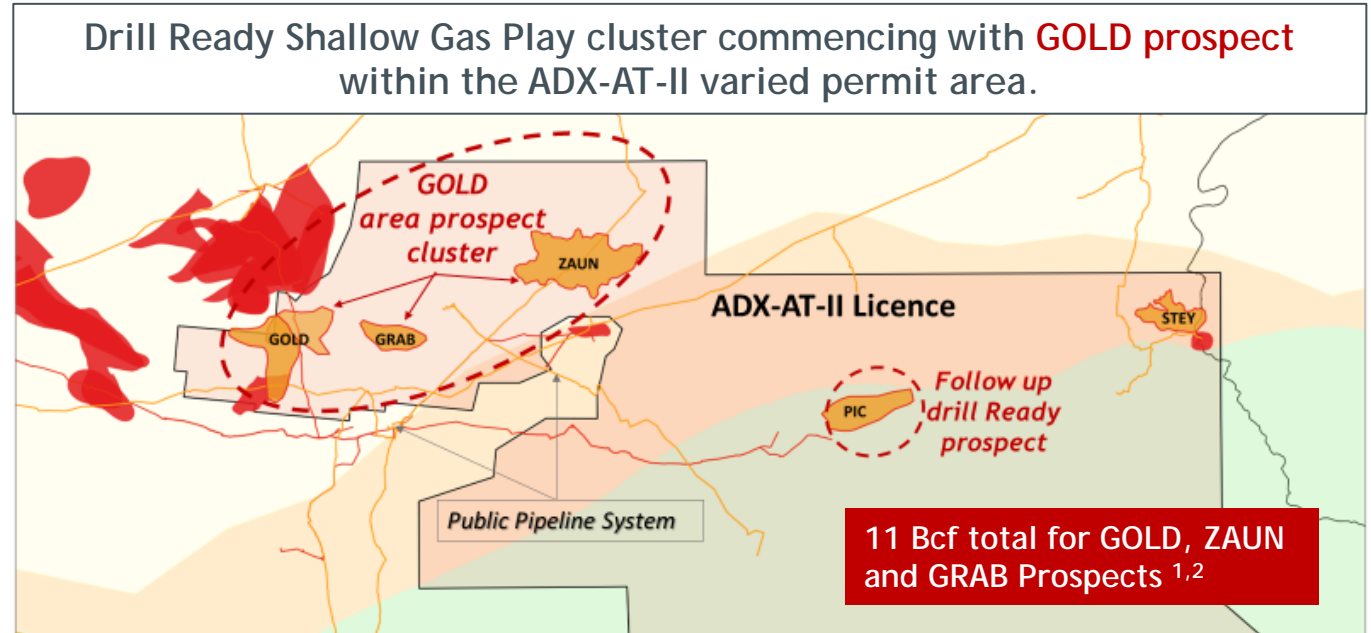 Drill Ready Shallow Gas Play cluster commencing with GOLD prospect
within the ADX-AT-II varied permit area.
GOLD
area prospect
cluster
ZAUN
ADX-AT-II Licence
STEY
GOLD
GRAB
PIC
Follow up
drill Ready
prospect
Public Pipeline System
11 Bcf total for GOLD, ZAUN
and GRAB Prospects 1,2